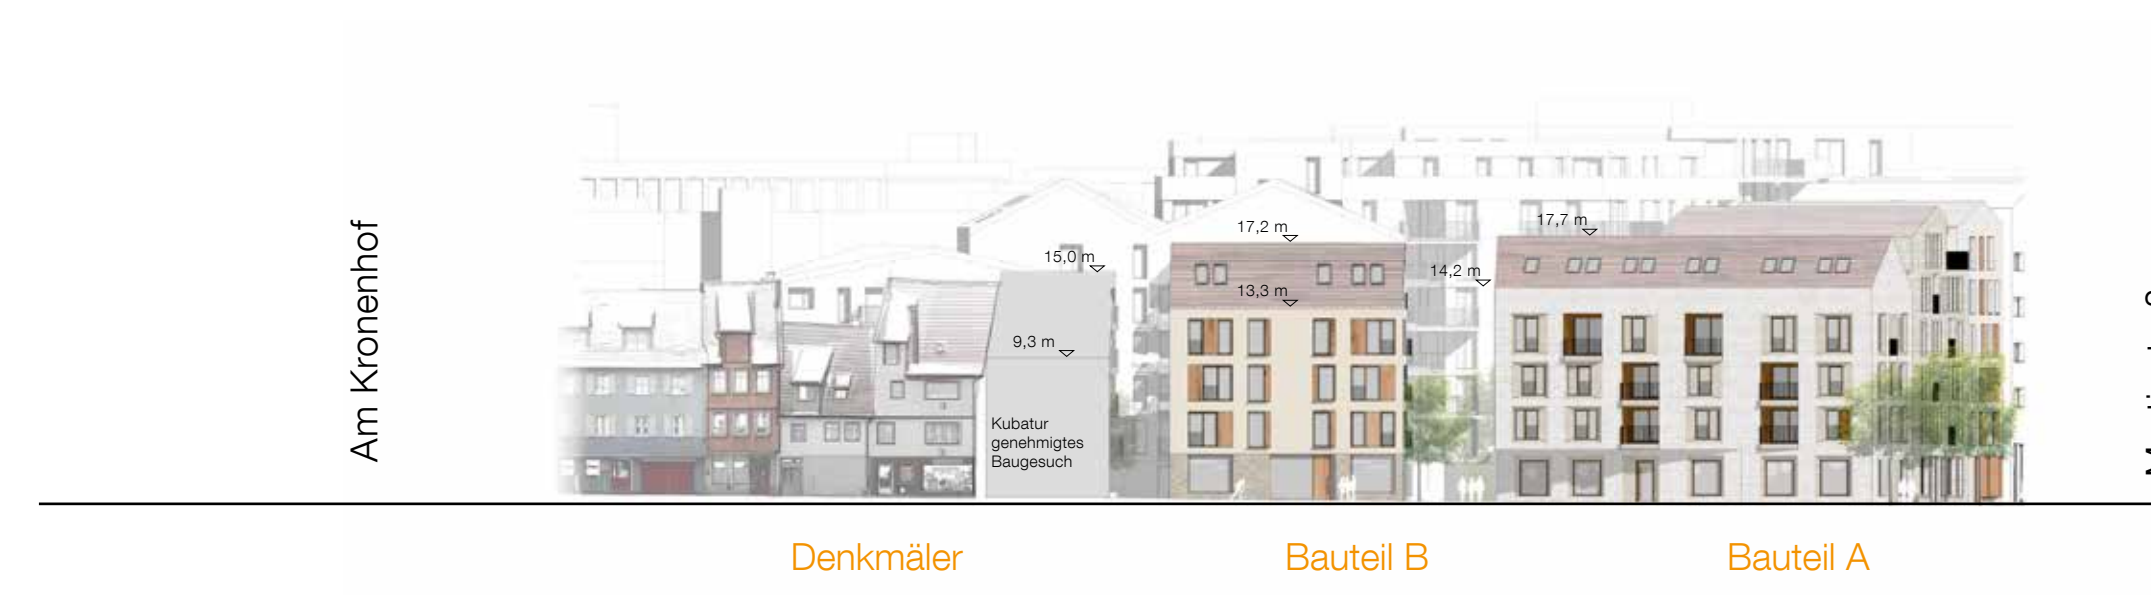 Am Kronenhof
17,2 m
17,7 m
15,0 m
14,2 m
13,3 m
9,3 m
Kubatur
genehmigtes
Baugesuch
Denkmäler
Bauteil B
Bauteil A